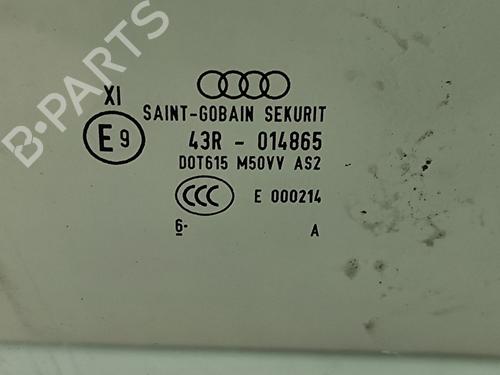 B-PARTS
XI
SAINT-GOBAIN SEKURIT
E9
43R - 014865
DOT615 M50VV AS2
CCC
E 000214
6-
A